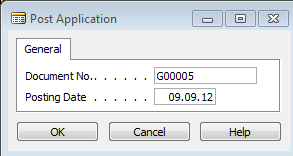 Post Application
General
Document No.. . . . . . . G00005
Posting Date . . . . . . 09.09.12
OK Cancel Help